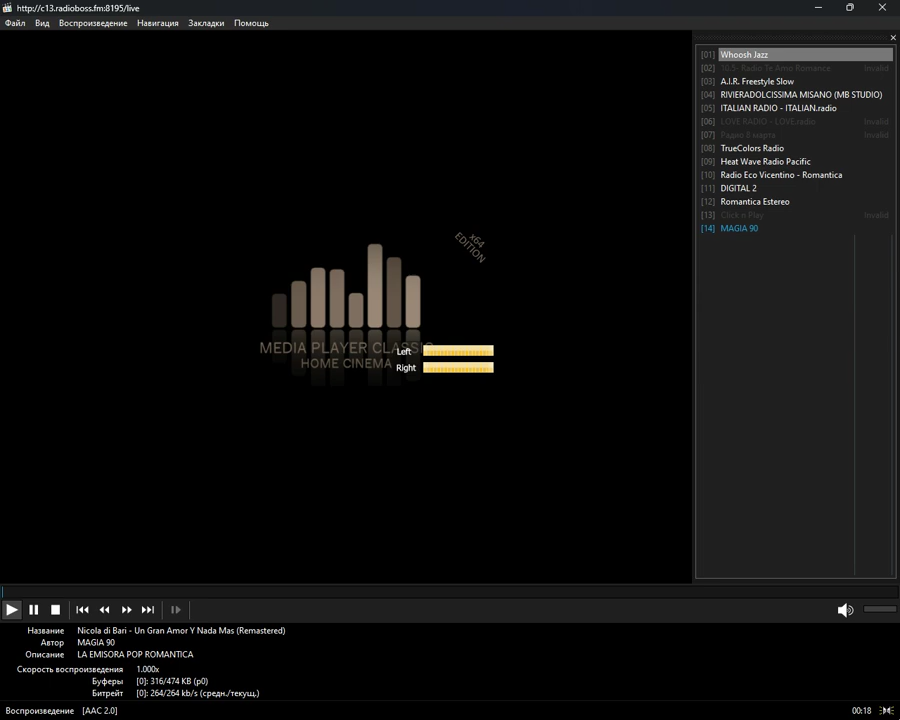 http://c13.radioboss.fm:8195/live
Файл Вид Воспроизведение Навигация Закладки Помощь
[01] Whoosh Jazz
[02] 10.5- Radio Te Amo Romance Invalid
[03] A.I.R. Freestyle Slow
[04] RIVIERADOLCISSIMA MISANO (MB STUDIO)
[05] ITALIAN RADIO - ITALIAN.radio
[06] LOVE RADIO - LOVE.radio Invalid
[07] Радио 8 марта Invalid
[08] TrueColors Radio
[09] Heat Wave Radio Pacific
[10] Radio Eco Vicentino - Romantica
[11] DIGITAL 2
[12] Romantica Estereo
[13] Click n Play Invalid
[14] MAGIA 90
x64
EDITION
MEDIA PLAYER CLASSIC
HOME CINEMA
Left
Right
Название Nicola di Bari - Un Gran Amor Y Nada Mas (Remastered)
Автор MAGIA 90
Описание LA EMISORA POP ROMANTICA
Скорость воспроизведения 1.000x
Буферы [0]: 316/474 KB (p0)
Битрейт [0]: 264/264 kb/s (средн./текущ.)
Воспроизведение [AAC 2.0] 00:18